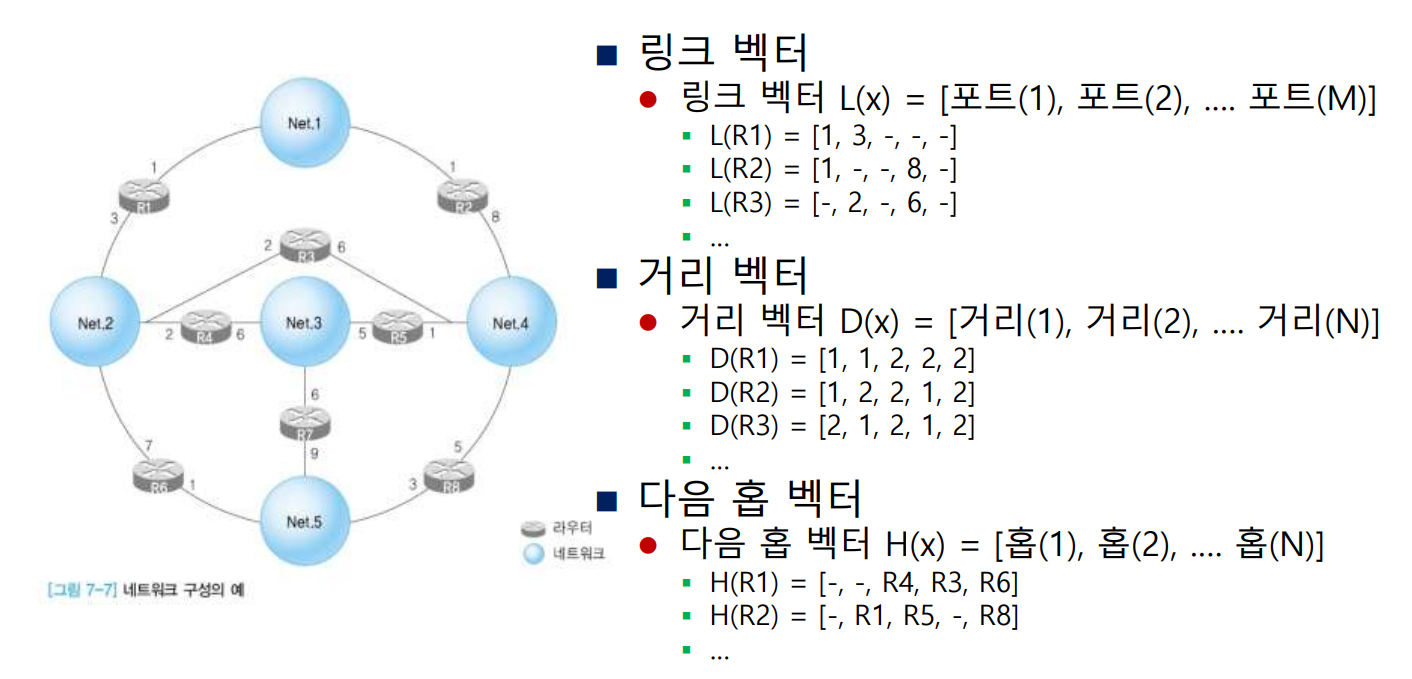 Net.1
1
1
R1
R2
3
8
2
R3
6
Net.2
2
R4
6
Net.3
5
R5
1
Net.4
6
R7
9
7
R6
1
5
3
R8
Net.5
라우터
네트워크
[그림 7-7] 네트워크 구성의 예
■ 링크 벡터
● 링크 벡터 L(x) = [포트(1), 포트(2), .... 포트(M)]
▪ L(R1) = [1, 3, -, -, -]
▪ L(R2) = [1, -, -, 8, -]
▪ L(R3) = [-, 2, -, 6, -]
▪ ...
■ 거리 벡터
● 거리 벡터 D(x) = [거리(1), 거리(2), .... 거리(N)]
▪ D(R1) = [1, 1, 2, 2, 2]
▪ D(R2) = [1, 2, 2, 1, 2]
▪ D(R3) = [2, 1, 2, 1, 2]
▪ ...
■ 다음 홉 벡터
● 다음 홉 벡터 H(x) = [홉(1), 홉(2), .... 홉(N)]
▪ H(R1) = [-, -, R4, R3, R6]
▪ H(R2) = [-, R1, R5, -, R8]
▪ ...